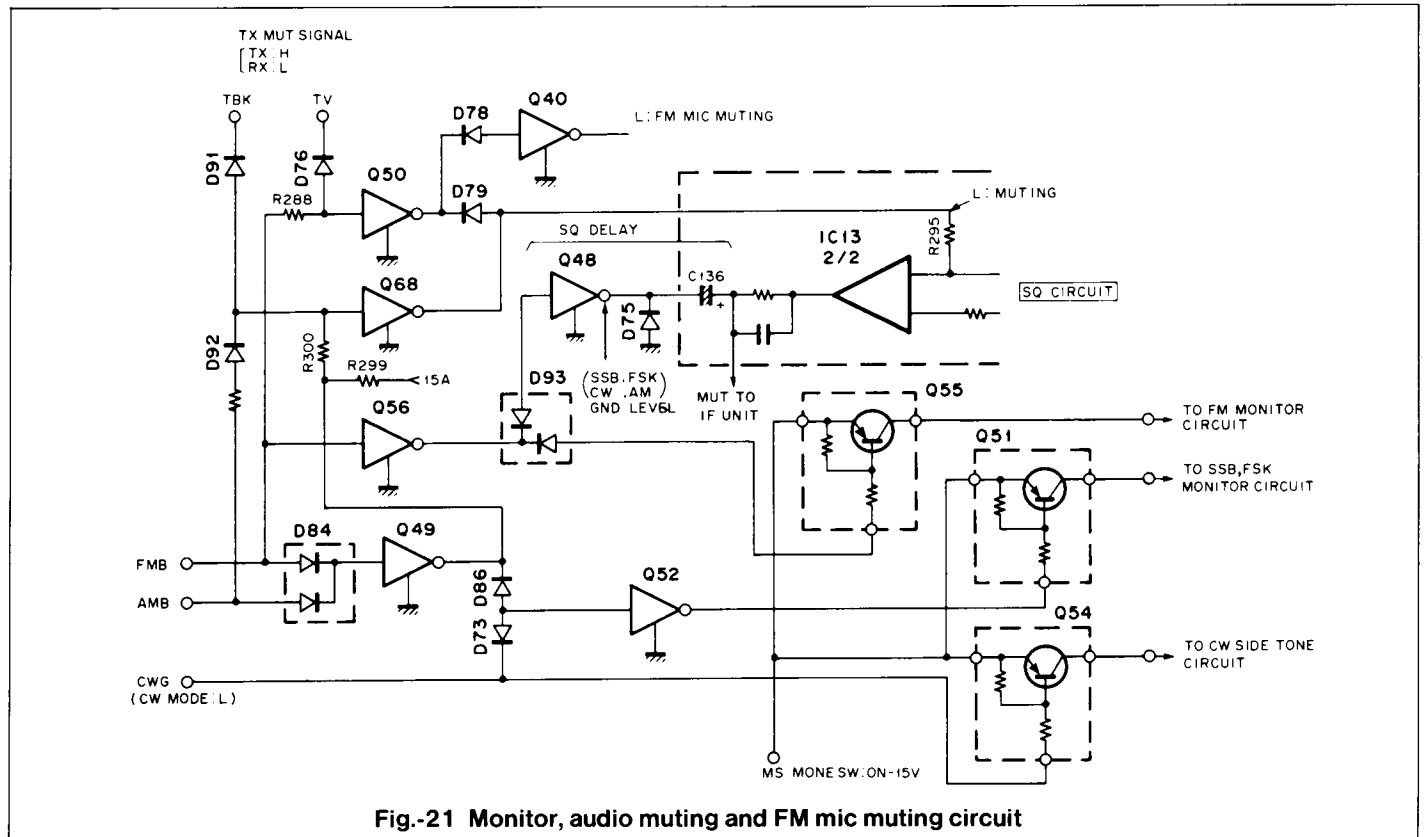 TX MUT SIGNAL
[TX:H
RX:L
TBK
TV
D91
D76
R288
Q50
D78
Q40
L:FM MIC MUTING
D79
L:MUTING
R295
SQ DELAY
IC13
2/2
Q48
C136
+
SQ CIRCUIT
Q68
D75
D92
R300
R299
15A
D93
(SSB.FSK)
(CW .AM)
GND LEVEL
MUT TO
IF UNIT
Q55
TO FM MONITOR
CIRCUIT
Q56
Q51
TO SSB,FSK
MONITOR CIRCUIT
D84
Q49
FMB
AMB
D86
Q52
D73
Q54
TO CW SIDE TONE
CIRCUIT
CWG
(CW MODE:L)
MS MONESW:ON-15V
Fig.-21 Monitor, audio muting and FM mic muting circuit